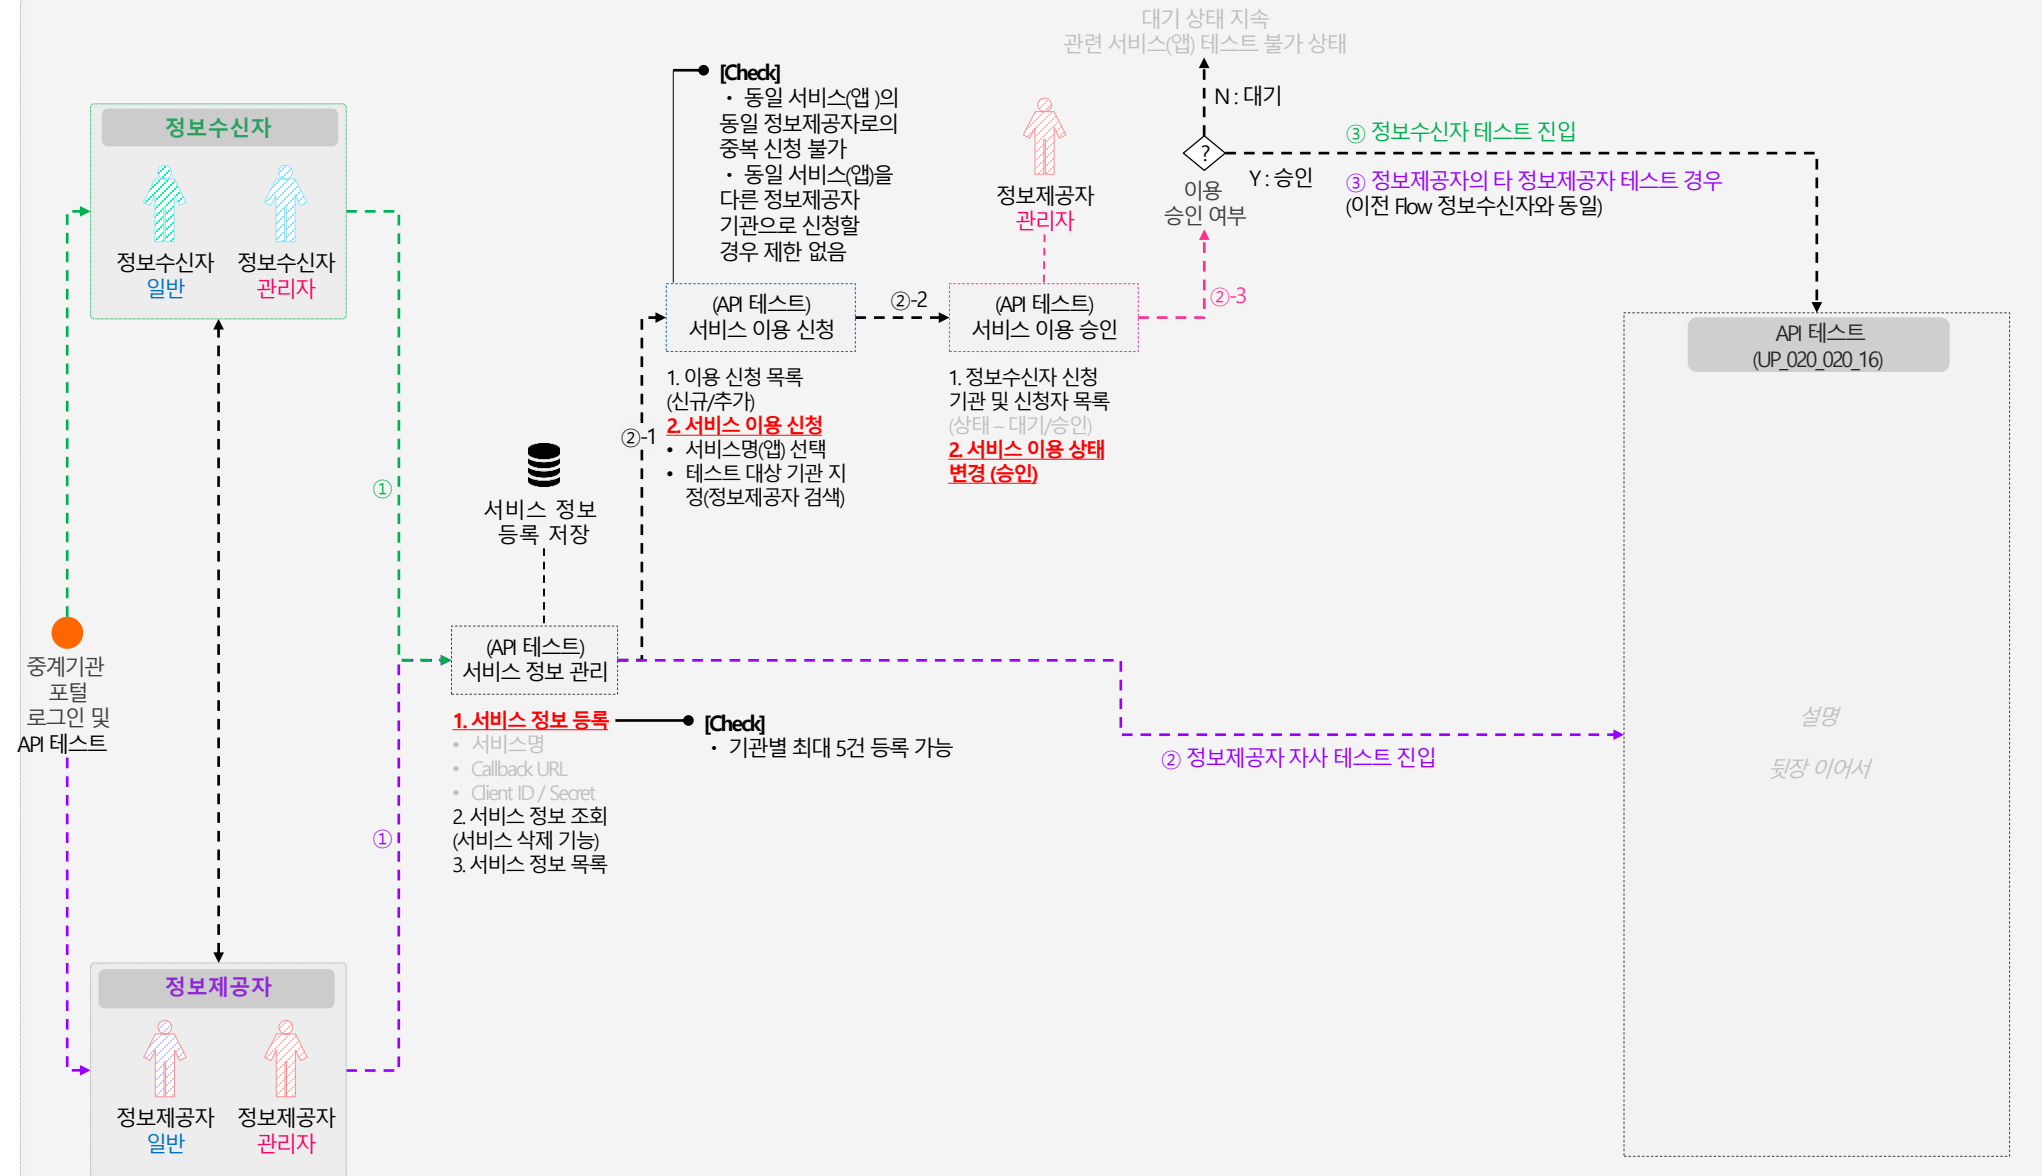 대기 상태 지속
관련 서비스(앱) 테스트 불가 상태
[Check]
• 동일 서비스(앱 )의
동일 정보제공자로의
중복 신청 불가
• 동일 서비스(앱)을
다른 정보제공자
기관으로 신청할
경우 제한 없음
N : 대기
?
Y : 승인
이용
승인 여부
③ 정보수신자 테스트 진입
③ 정보제공자의 타 정보제공자 테스트 경우
(이전 Flow 정보수신자와 동일)
정보수신자
정보수신자
일반
정보수신자
관리자
정보제공자
관리자
(API 테스트)
서비스 이용 신청
②-2
(API 테스트)
서비스 이용 승인
②-3
1. 이용 신청 목록
(신규/추가)
2. 서비스 이용 신청
• 서비스명(앱) 선택
• 테스트 대상 기관 지
정(정보제공자 검색)
1. 정보수신자 신청
기관 및 신청자 목록
(상태 – 대기/승인)
2. 서비스 이용 상태
변경 (승인)
API 테스트
(UP_020_020_16)
②-1
①
서비스 정보
등록 저장
중계기관
포털
로그인 및
API 테스트
(API 테스트)
서비스 정보 관리
1. 서비스 정보 등록
• 서비스명
• Callback URL
• Client ID / Secret
2. 서비스 정보 조회
(서비스 삭제 기능)
3. 서비스 정보 목록
[Check]
• 기관별 최대 5건 등록 가능
② 정보제공자 자사 테스트 진입
설명
뒷장 이어서
①
정보제공자
정보제공자
일반
정보제공자
관리자